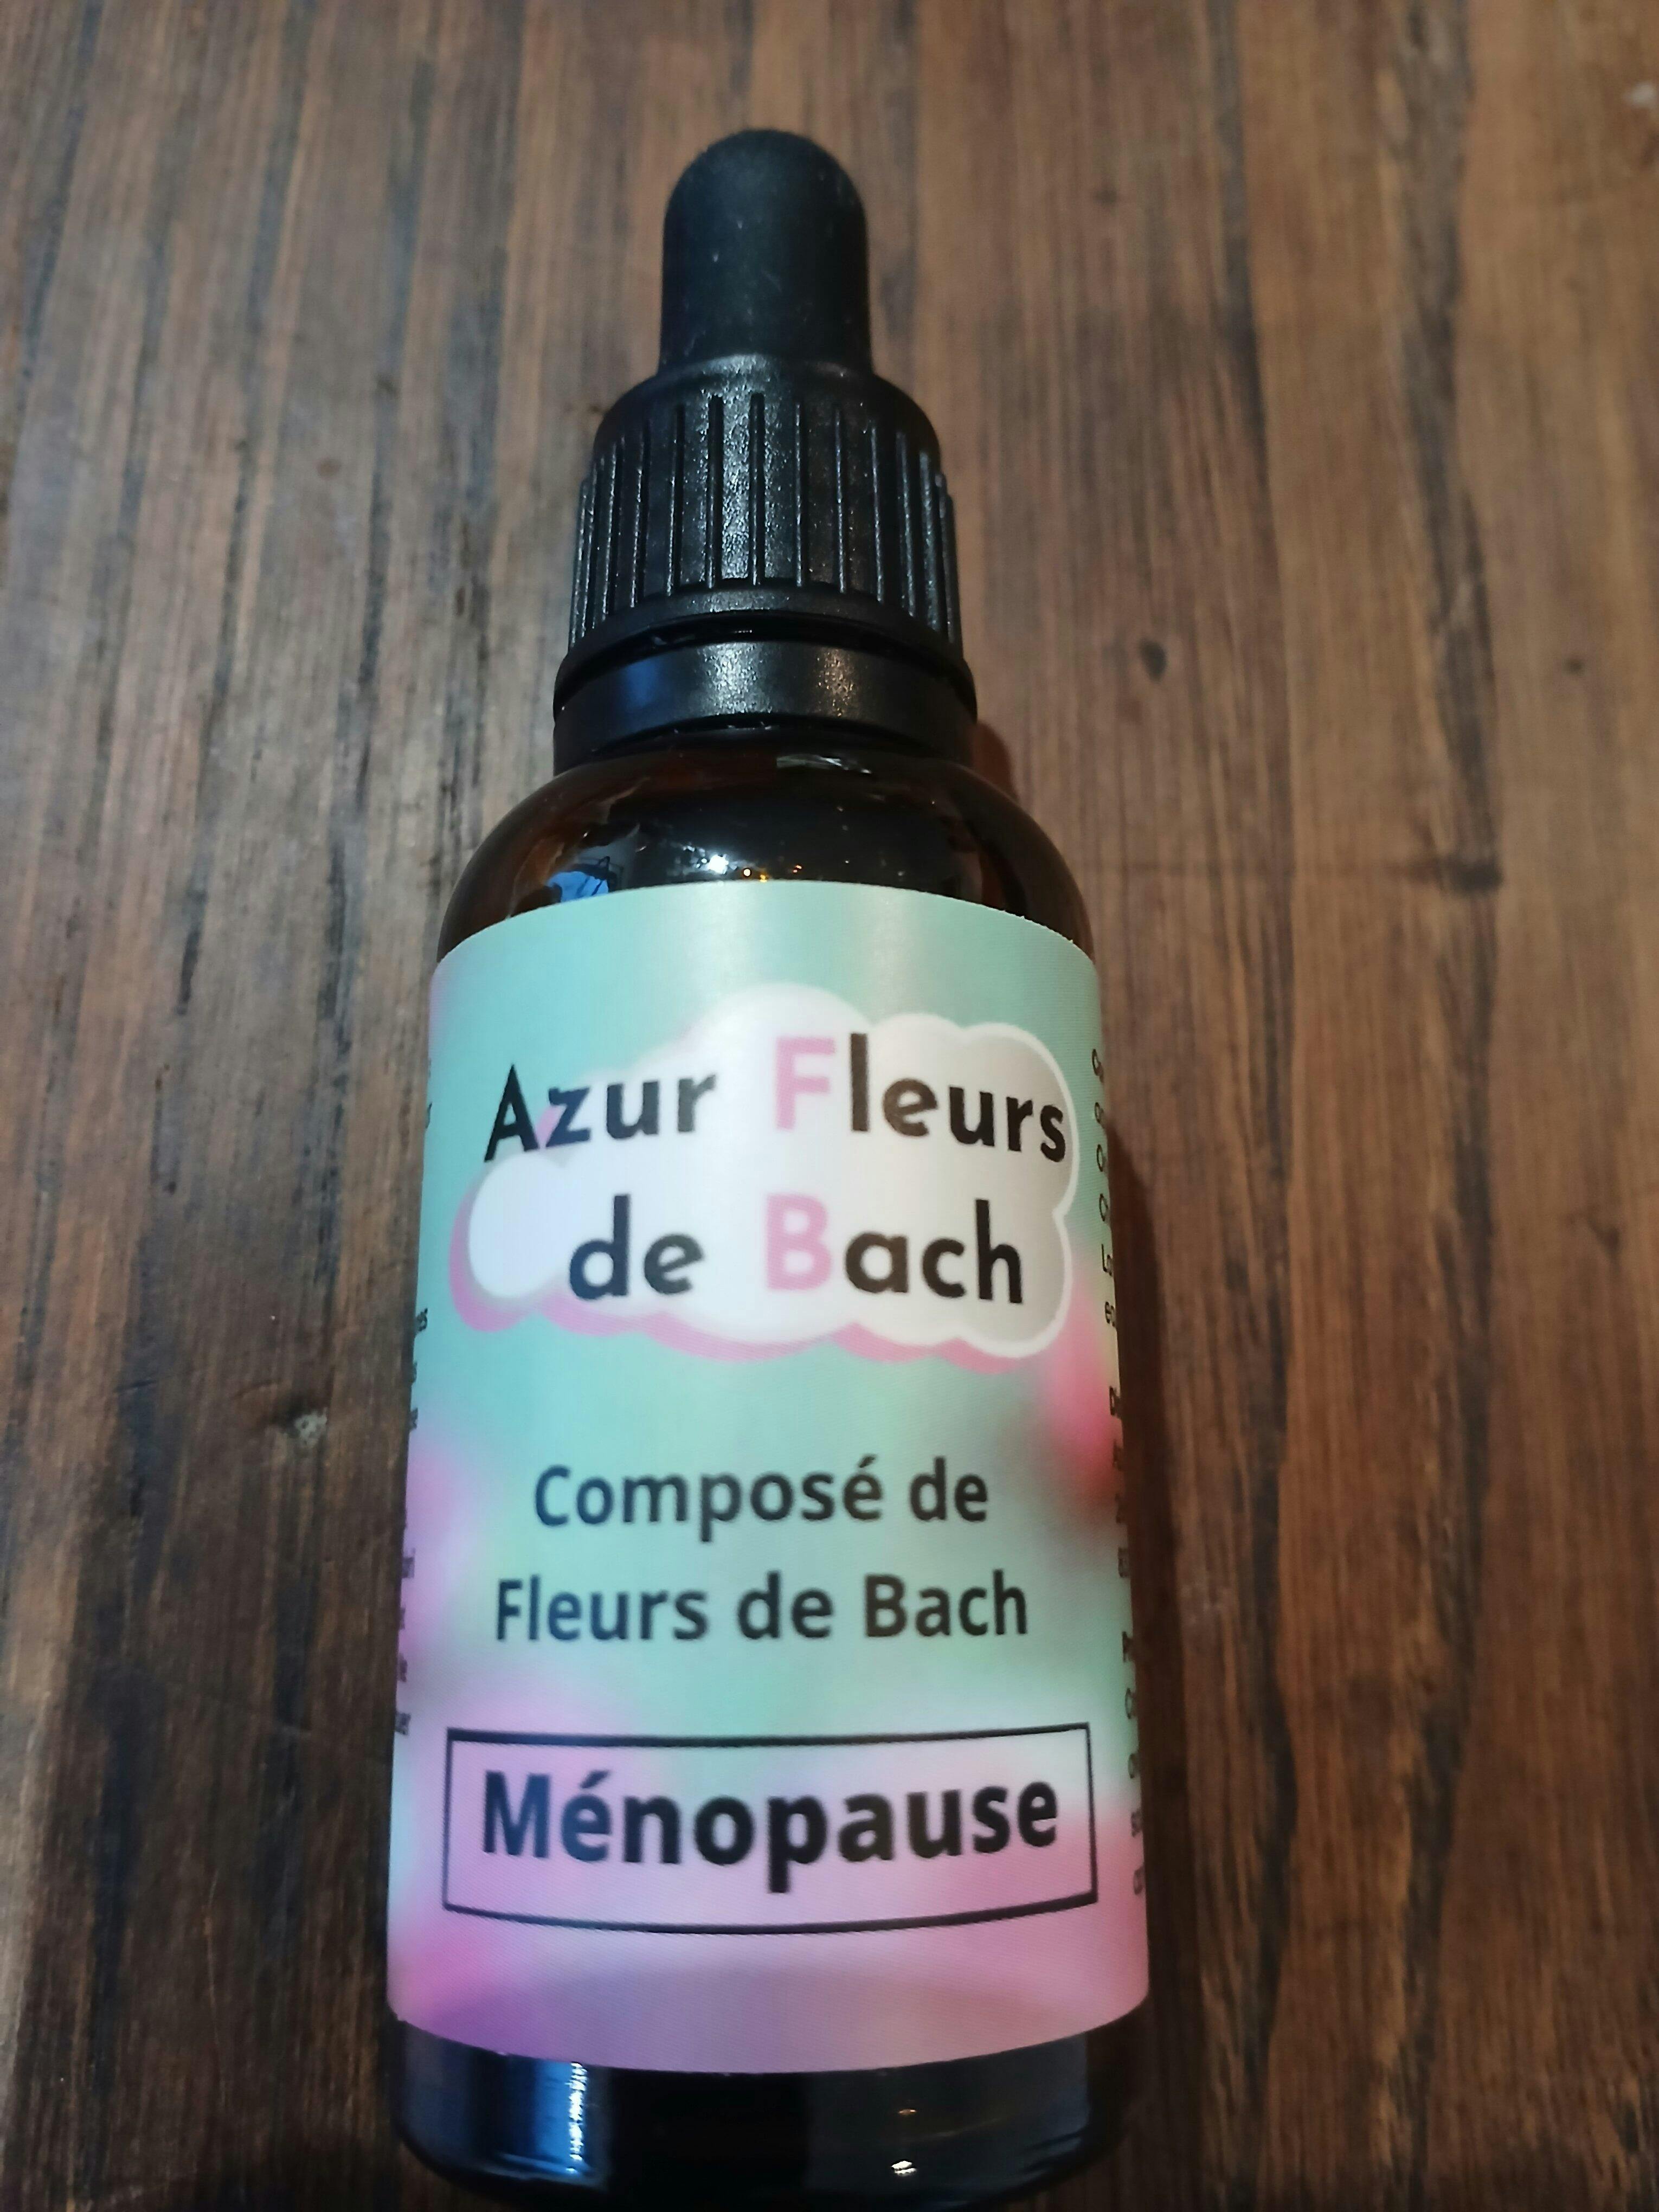 Azur Fleurs
de Bach
Composé de
Fleurs de Bach
Ménopause